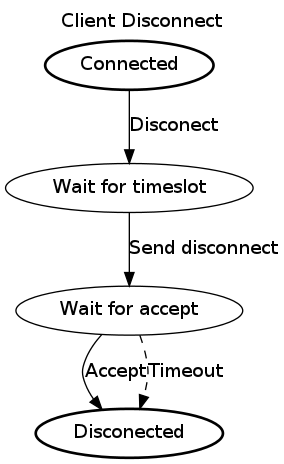 Client Disconnect
Connected
Disconect
Wait for timeslot
Send disconnect
Wait for accept
Accept
Timeout
Disconected